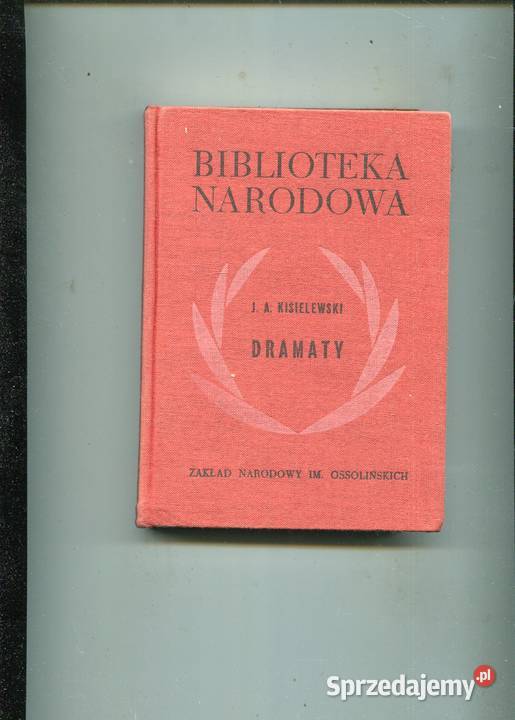 BIBLIOTEKA
NARODOWA
J. A. KISIELEWSKI
DRAMATY
ZAKŁAD NARODOWY IM. OSSOLIŃSKICH
Sprzedajemy.pl